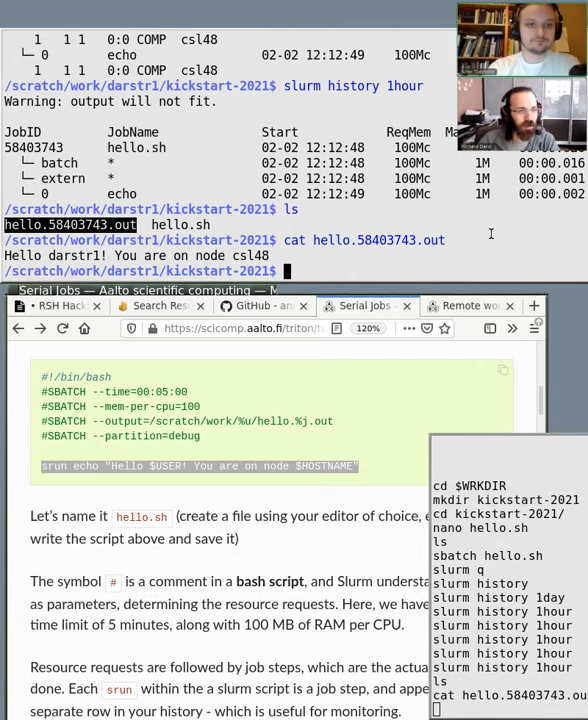 1   1 1   0:0 COMP  csl48
└─ 0      echo      02-02 12:12:49   100Mc
1   1 1   0:0 COMP  csl48
/scratch/work/darstr1/kickstart-2021$ slurm history 1hour
Warning: output will not fit.
JobID   JobName   Start   ReqMem
58403743   hello.sh   02-02 12:12:48   100Mc
└─ batch   *   02-02 12:12:48   100Mc   1M   00:00.016
└─ extern   *   02-02 12:12:48   100Mc   1M   00:00.001
└─ 0   echo   02-02 12:12:49   100Mc   1M   00:00.002
/scratch/work/darstr1/kickstart-2021$ ls
hello.58403743.out  hello.sh
/scratch/work/darstr1/kickstart-2021$ cat hello.58403743.out
Hello darstr1! You are on node csl48
/scratch/work/darstr1/kickstart-2021$
Serial Jobs — Aalto scientific computing — M
• RSH Hack   Search Resu   GitHub - an   Serial Jobs —   Remote wo
https://scicomp.aalto.fi/triton/t   120%
#!/bin/bash
#SBATCH --time=00:05:00
#SBATCH --mem-per-cpu=100
#SBATCH --output=/scratch/work/%u/hello.%j.out
#SBATCH --partition=debug
srun echo "Hello $USER! You are on node $HOSTNAME"
Let's name it hello.sh (create a file using your editor of choice,
write the script above and save it)
The symbol # is a comment in a bash script, and Slurm
as parameters, determining the resource requests. Here, we have
time limit of 5 minutes, along with 100 MB of RAM per CPU.
Resource requests are followed by job steps, which are the
done. Each srun within the a slurm script is a job step, and
separate row in your history - which is useful for monitoring.
cd $WRKDIR
mkdir kickstart-2021
cd kickstart-2021/
nano hello.sh
ls
sbatch hello.sh
slurm q
slurm history
slurm history 1day
slurm history 1hour
slurm history 1hour
slurm history 1hour
slurm history 1hour
slurm history 1hour
ls
cat hello.58403743.ou